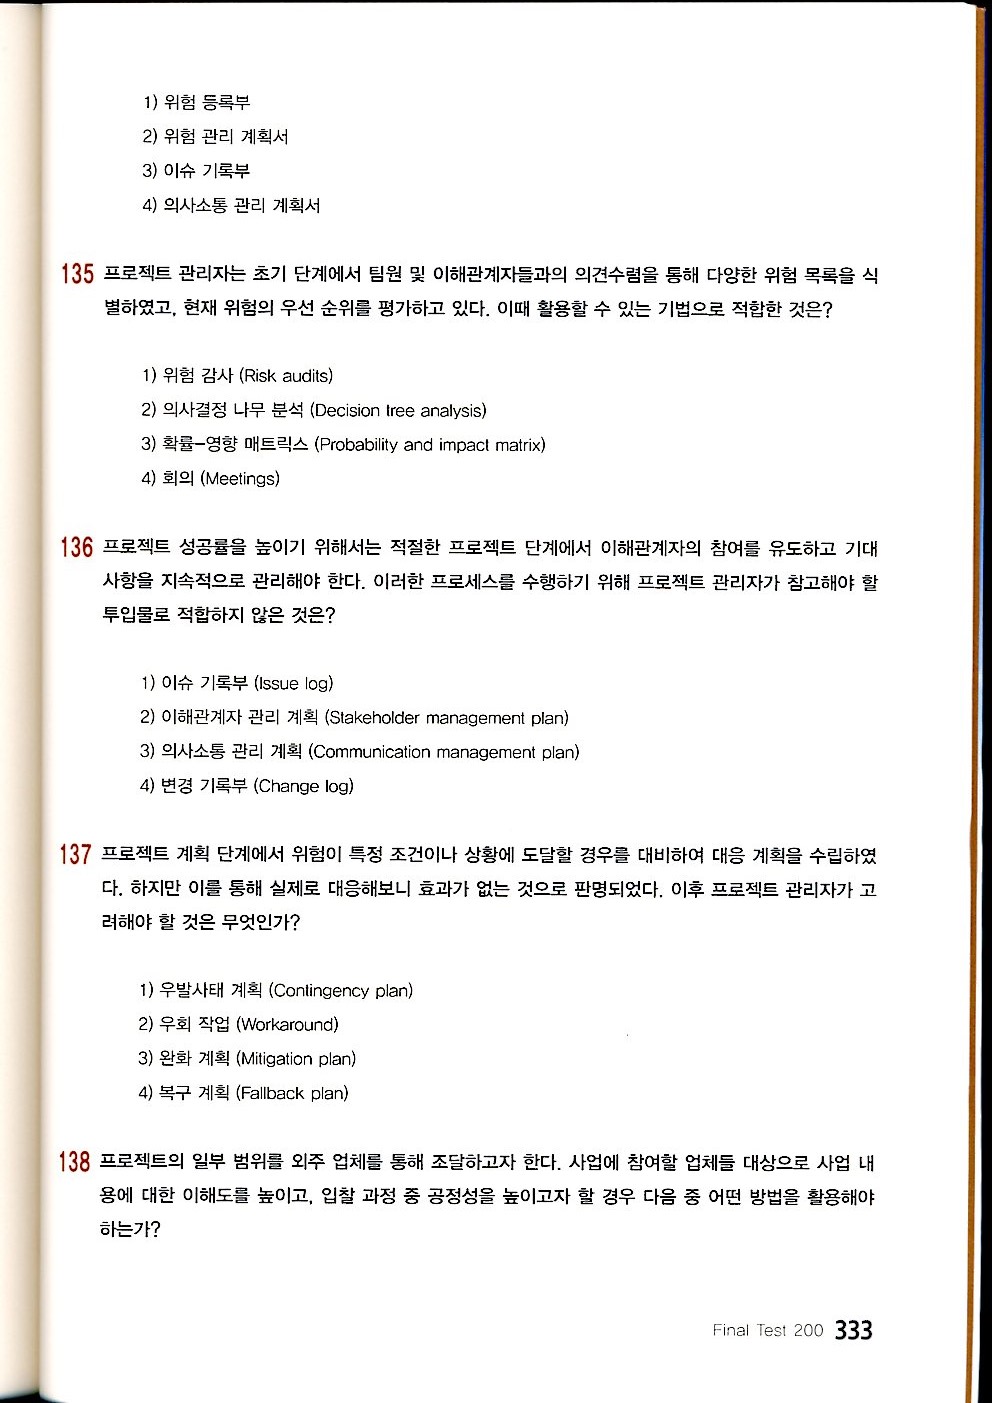 1) 위험 등록부
2) 위험 관리 계획서
3) 이슈 기록부
4) 의사소통 관리 계획서
135 프로젝트 관리자는 초기 단계에서 팀원 및 이해관계자들과의 의견수렴을 통해 다양한 위험 목록을 식
별하였고, 현재 위험의 우선 순위를 평가하고 있다. 이때 활용할 수 있는 기법으로 적합한 것은?
1) 위험 감사 (Risk audits)
2) 의사결정 나무 분석 (Decision tree analysis)
3) 확률-영향 매트릭스 (Probability and impact matrix)
4) 회의 (Meetings)
136 프로젝트 성공률을 높이기 위해서는 적절한 프로젝트 단계에서 이해관계자의 참여를 유도하고 기대
사항을 지속적으로 관리해야 한다. 이러한 프로세스를 수행하기 위해 프로젝트 관리자가 참고해야 할
투입물로 적합하지 않은 것은?
1) 이슈 기록부 (Issue log)
2) 이해관계자 관리 계획 (Stakeholder management plan)
3) 의사소통 관리 계획 (Communication management plan)
4) 변경 기록부 (Change log)
137 프로젝트 계획 단계에서 위험이 특정 조건이나 상황에 도달할 경우를 대비하여 대응 계획을 수립하였
다. 하지만 이를 통해 실제로 대응해보니 효과가 없는 것으로 판명되었다. 이후 프로젝트 관리자가 고
려해야 할 것은 무엇인가?
1) 우발사태 계획 (Contingency plan)
2) 우회 작업 (Workaround)
3) 완화 계획 (Mitigation plan)
4) 복구 계획 (Fallback plan)
138 프로젝트의 일부 범위를 외주 업체를 통해 조달하고자 한다. 사업에 참여할 업체들 대상으로 사업 내
용에 대한 이해도를 높이고, 입찰 과정 중 공정성을 높이고자 할 경우 다음 중 어떤 방법을 활용해야
하는가?
Final Test 200 333